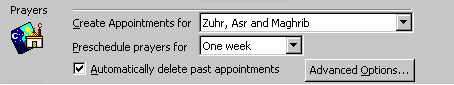 Prayers
Create Appointments for Zuhr, Asr and Maghrib
Preschedule prayers for One week
Automatically delete past appointments Advanced Options...